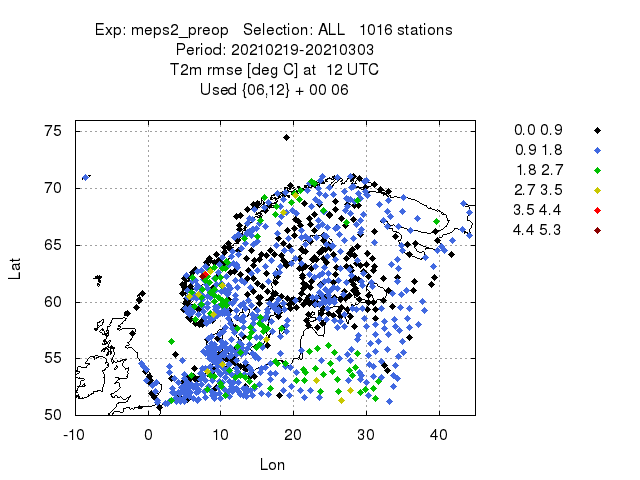 Exp: meps2_preop   Selection: ALL   1016 stations
Period: 20210219-20210303
T2m rmse [deg C] at  12 UTC
Used {06,12} + 00 06
75
70
65
60
55
50
-10 0 10 20 30 40
Lat
Lon
0.0 0.9
0.9 1.8
1.8 2.7
2.7 3.5
3.5 4.4
4.4 5.3